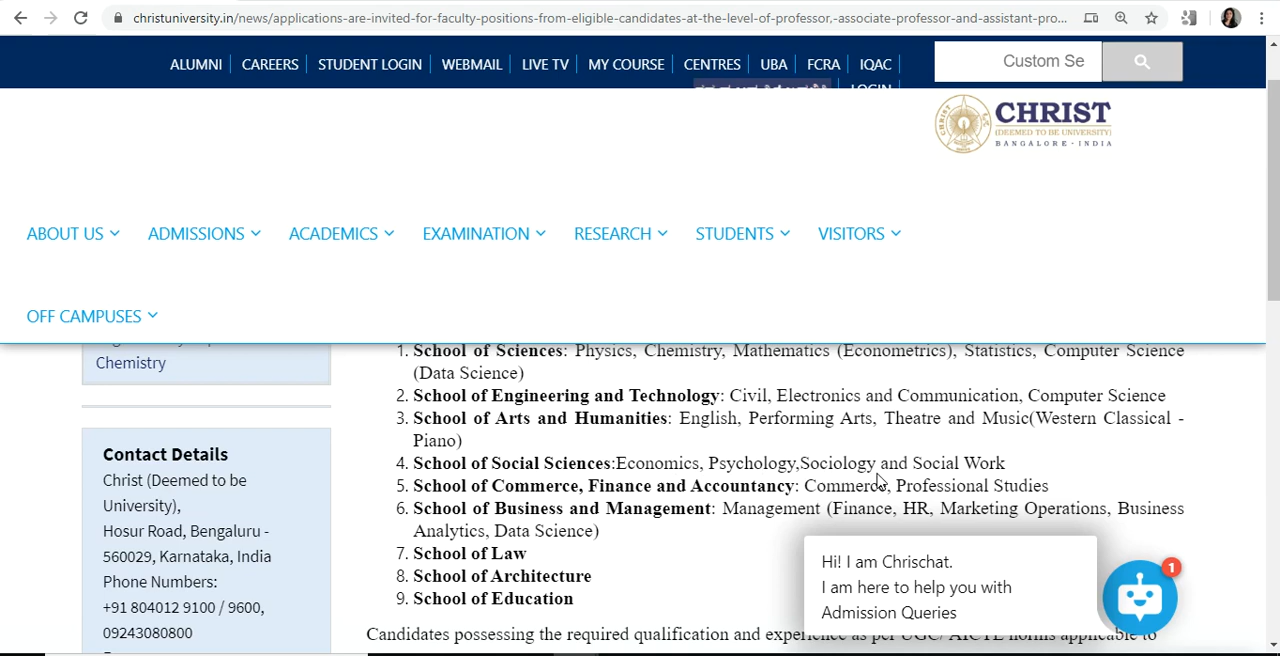 christuniversity.in/news/applications-are-invited-for-faculty-positions-from-eligible-candidates-at-the-level-of-professor,-associate-professor-and-assistant-pro...
ALUMNI CAREERS STUDENT LOGIN WEBMAIL LIVE TV MY COURSE CENTRES UBA FCRA IQAC
Custom Se
LOGIN
CHRIST
(DEEMED TO BE UNIVERSITY)
BANGALORE · INDIA
ABOUT US ADMISSIONS ACADEMICS EXAMINATION RESEARCH STUDENTS VISITORS
OFF CAMPUSES
Chemistry
Contact Details
Christ (Deemed to be
University),
Hosur Road, Bengaluru -
560029, Karnataka, India
Phone Numbers:
+91 804012 9100 / 9600,
09243080800
1. School of Sciences: Physics, Chemistry, Mathematics (Econometrics), Statistics, Computer Science
(Data Science)
2. School of Engineering and Technology: Civil, Electronics and Communication, Computer Science
3. School of Arts and Humanities: English, Performing Arts, Theatre and Music(Western Classical -
Piano)
4. School of Social Sciences:Economics, Psychology,Sociology and Social Work
5. School of Commerce, Finance and Accountancy: Commerce, Professional Studies
6. School of Business and Management: Management (Finance, HR, Marketing Operations, Business
Analytics, Data Science)
7. School of Law
8. School of Architecture
9. School of Education
Candidates possessing the required qualification and experience as per UGC/ AICTE norms applicable to
Hi! I am Chrischat.
I am here to help you with
Admission Queries
1